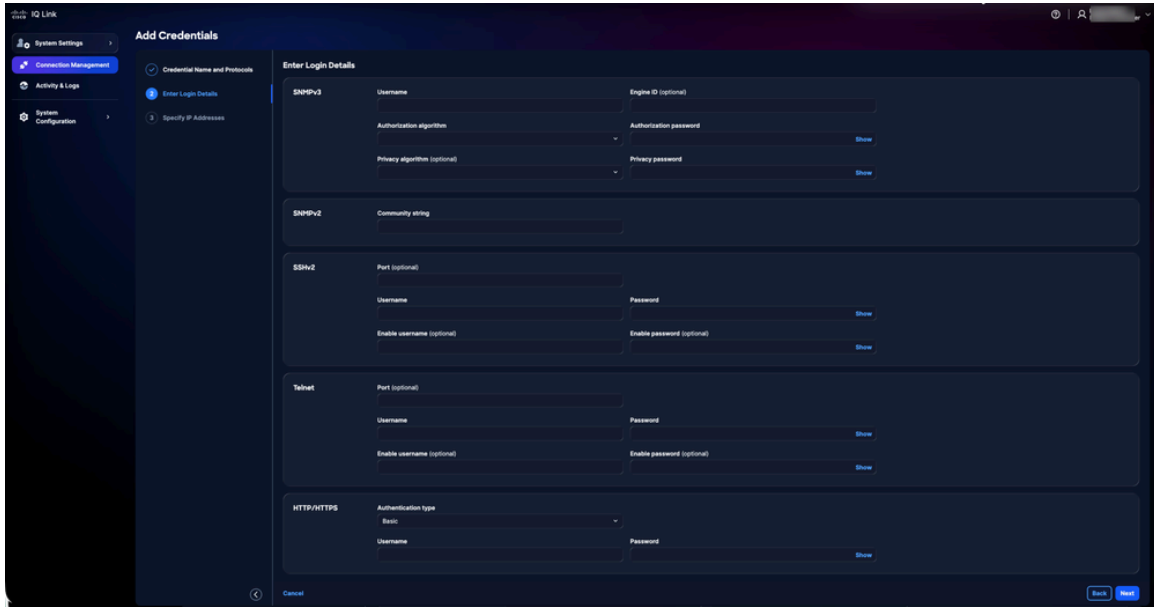 CISCO IQ Link
System Settings
Connection Management
Activity & Logs
System
Configuration
Add Credentials
Credential Name and Protocols
2 Enter Login Details
3 Specify IP Addresses
Enter Login Details
SNMPv3
Username
Engine ID (optional)
Authorization algorithm
Authorization password
Show
Privacy algorithm (optional)
Privacy password
Show
SNMPv2
Community string
SSHv2
Port (optional)
Username
Password
Show
Enable username (optional)
Enable password (optional)
Show
Telnet
Port (optional)
Username
Password
Show
Enable username (optional)
Enable password (optional)
Show
HTTP/HTTPS
Authentication type
Basic
Username
Password
Show
Cancel
Back
Next